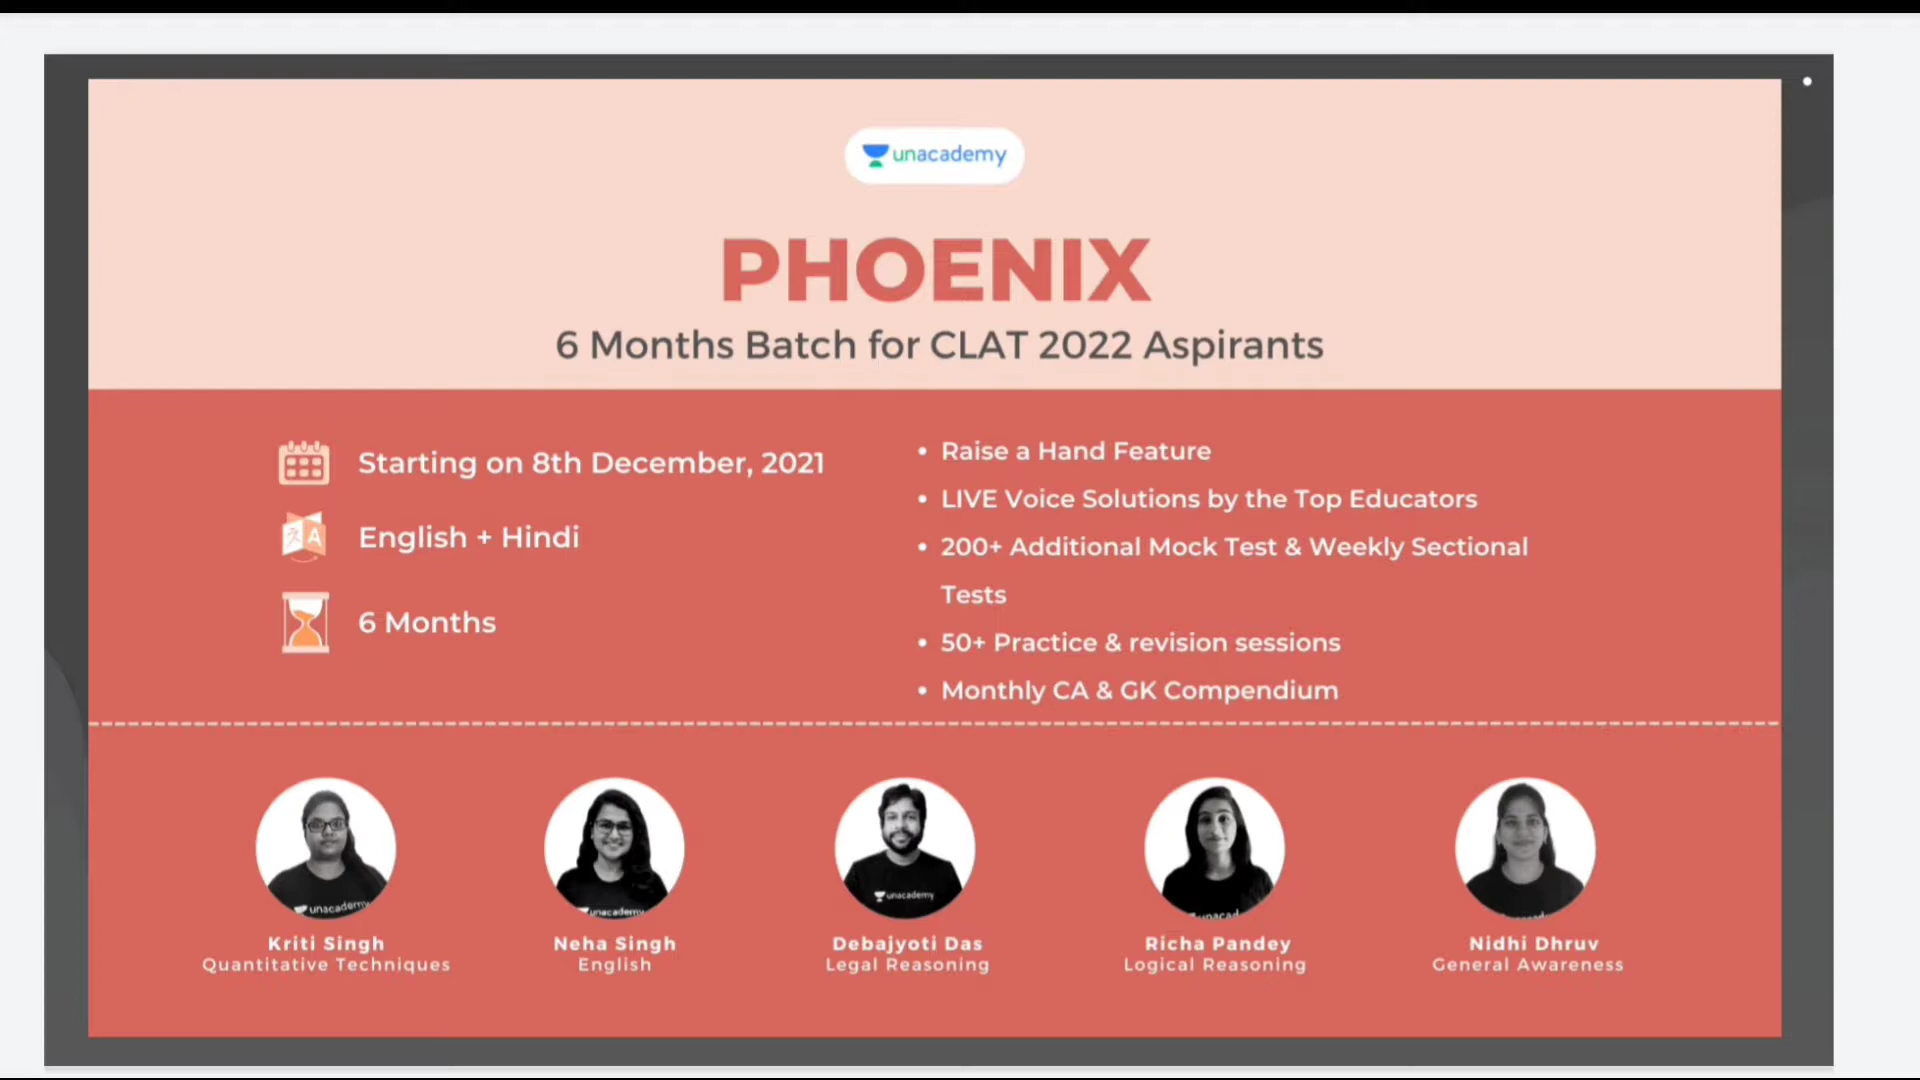 unacademy
PHOENIX
6 Months Batch for CLAT 2022 Aspirants
Starting on 8th December, 2021
English + Hindi
6 Months
• Raise a Hand Feature
• LIVE Voice Solutions by the Top Educators
• 200+ Additional Mock Test & Weekly Sectional
Tests
• 50+ Practice & revision sessions
• Monthly CA & GK Compendium
unacademy
unacademy
unacademy
Kriti Singh
Quantitative Techniques
Neha Singh
English
Debajyoti Das
Legal Reasoning
Richa Pandey
Logical Reasoning
Nidhi Dhruv
General Awareness